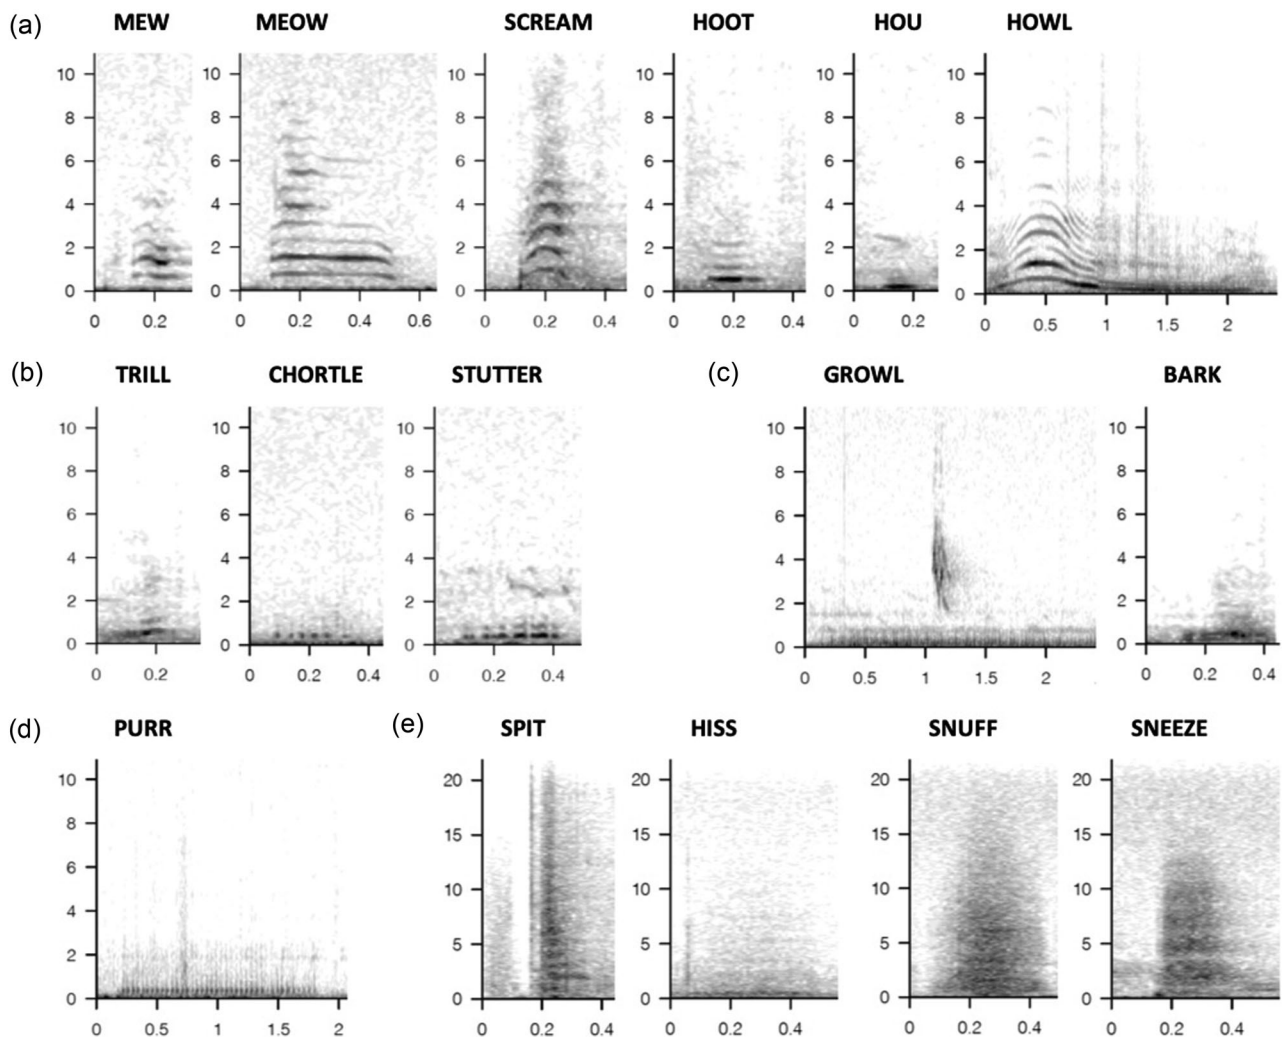 (a) MEW MEOW SCREAM HOOT HOU HOWL
10 10 10 10 10 10
8 8 8 8 8 8
6 6 6 6 6 6
4 4 4 4 4 4
2 2 2 2 2 2
0 0 0 0 0 0
0 0.2 0 0.2 0.4 0.6 0 0.2 0.4 0 0.2 0.4 0 0.2 0 0.5 1 1.5 2
(b) TRILL CHORTLE STUTTER (c) GROWL BARK
10 10 10 10 10
8 8 8 8 8
6 6 6 6 6
4 4 4 4 4
2 2 2 2 2
0 0 0 0 0
0 0.2 0 0.2 0.4 0 0.2 0.4 0 0.5 1 1.5 2 0 0.2 0.4
(d) PURR (e) SPIT HISS SNUFF SNEEZE
10 20 20 20 20
8 15 15 15 15
6 10 10 10 10
4 5 5 5 5
2 0 0 0 0
0
0 0.5 1 1.5 2 0 0.2 0.4 0 0.2 0.4 0 0.2 0.4 0 0.2 0.4